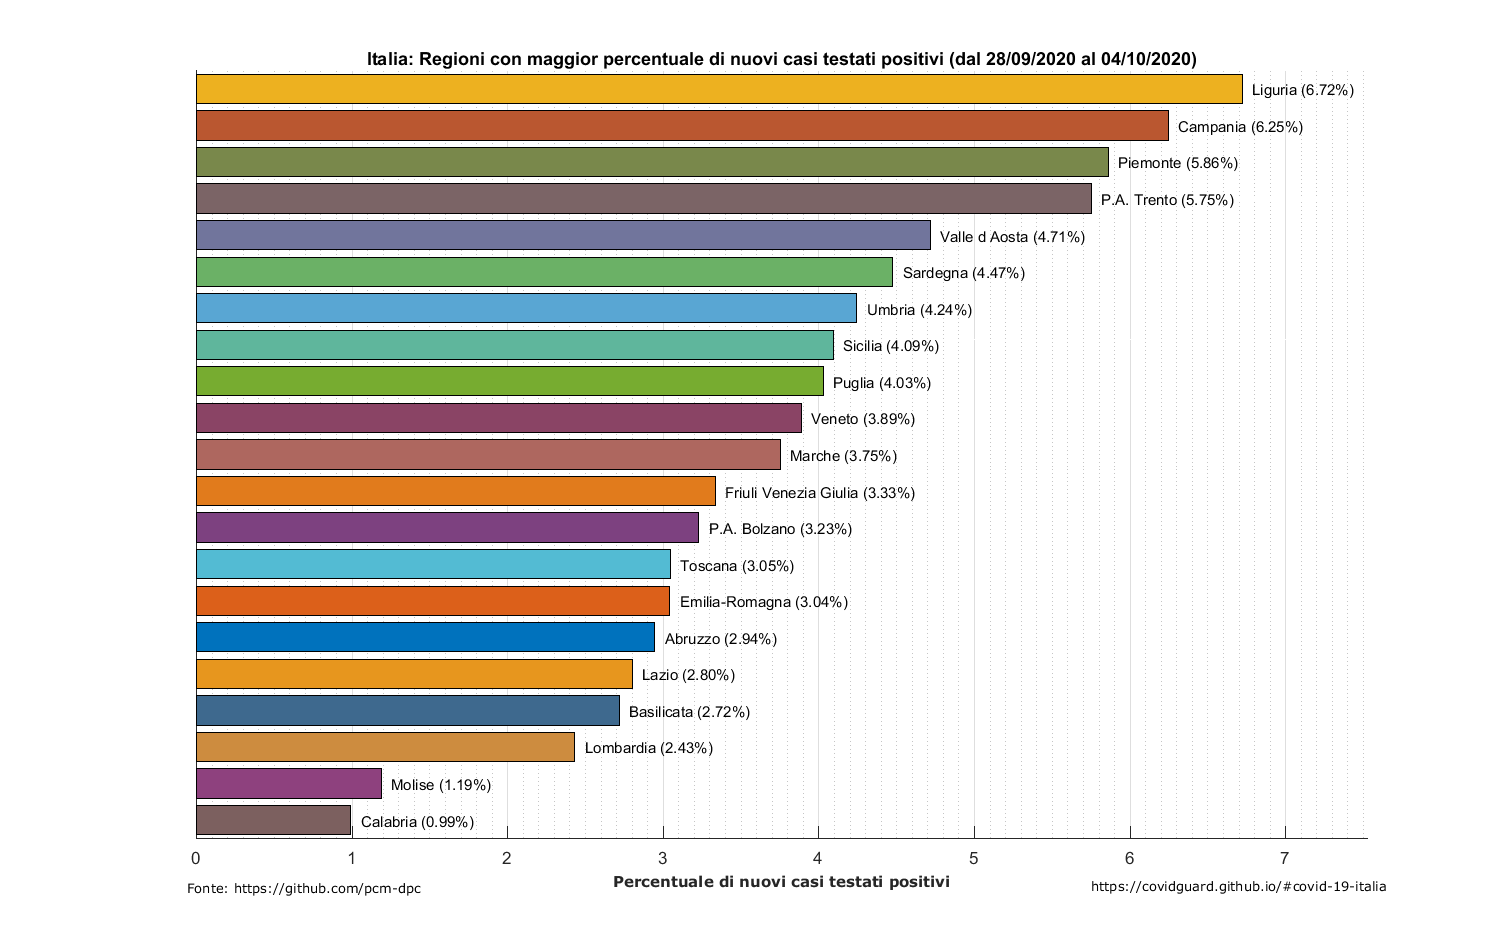 Italia: Regioni con maggior percentuale di nuovi casi testati positivi (dal 28/09/2020 al 04/10/2020)
Liguria (6.72%)
Campania (6.25%)
Piemonte (5.86%)
P.A. Trento (5.75%)
Valle d Aosta (4.71%)
Sardegna (4.47%)
Umbria (4.24%)
Sicilia (4.09%)
Puglia (4.03%)
Veneto (3.89%)
Marche (3.75%)
Friuli Venezia Giulia (3.33%)
P.A. Bolzano (3.23%)
Toscana (3.05%)
Emilia-Romagna (3.04%)
Abruzzo (2.94%)
Lazio (2.80%)
Basilicata (2.72%)
Lombardia (2.43%)
Molise (1.19%)
Calabria (0.99%)
0 1 2 3 4 5 6 7
Percentuale di nuovi casi testati positivi
Fonte: https://github.com/pcm-dpc
https://covidguard.github.io/#covid-19-italia